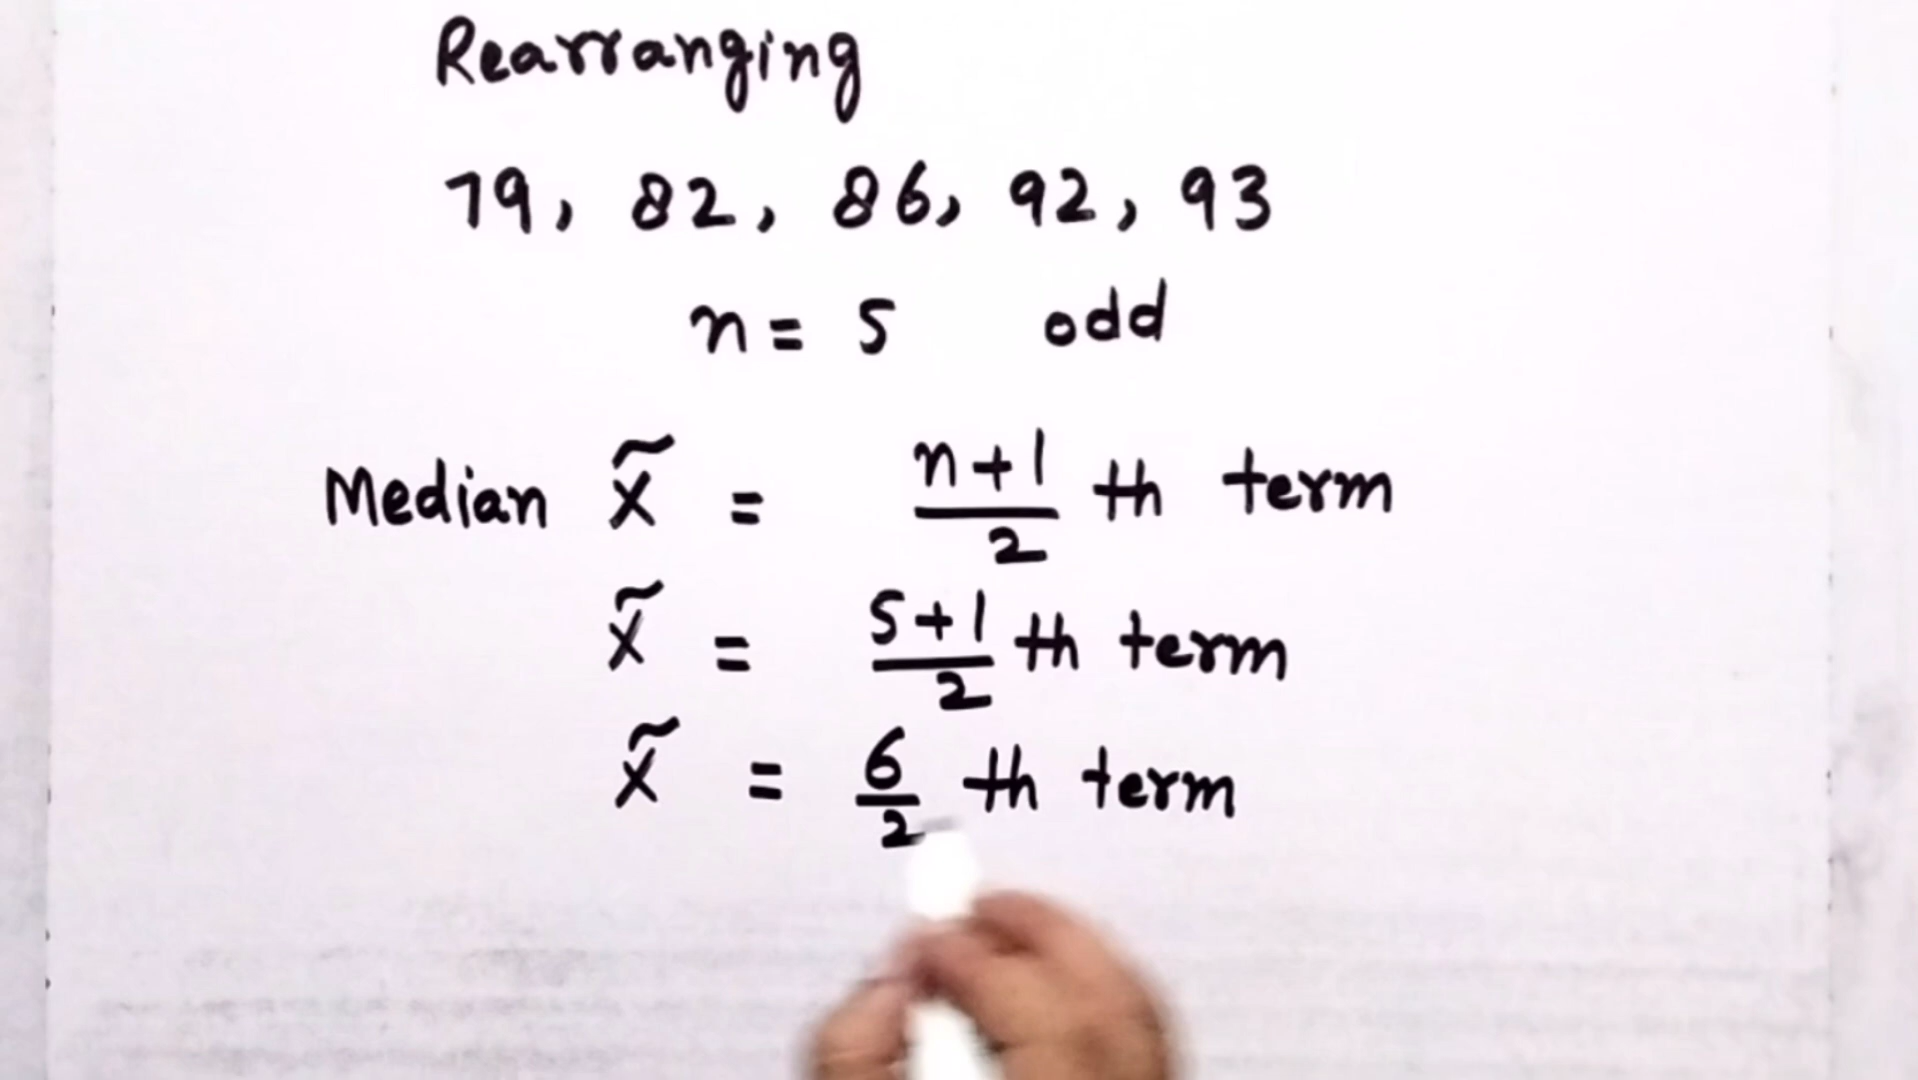 Rearranging
79, 82, 86, 92, 93
n = 5 odd
Median x̃ = n+1/2 th term
x̃ = 5+1/2 th term
x̃ = 6/2 th term